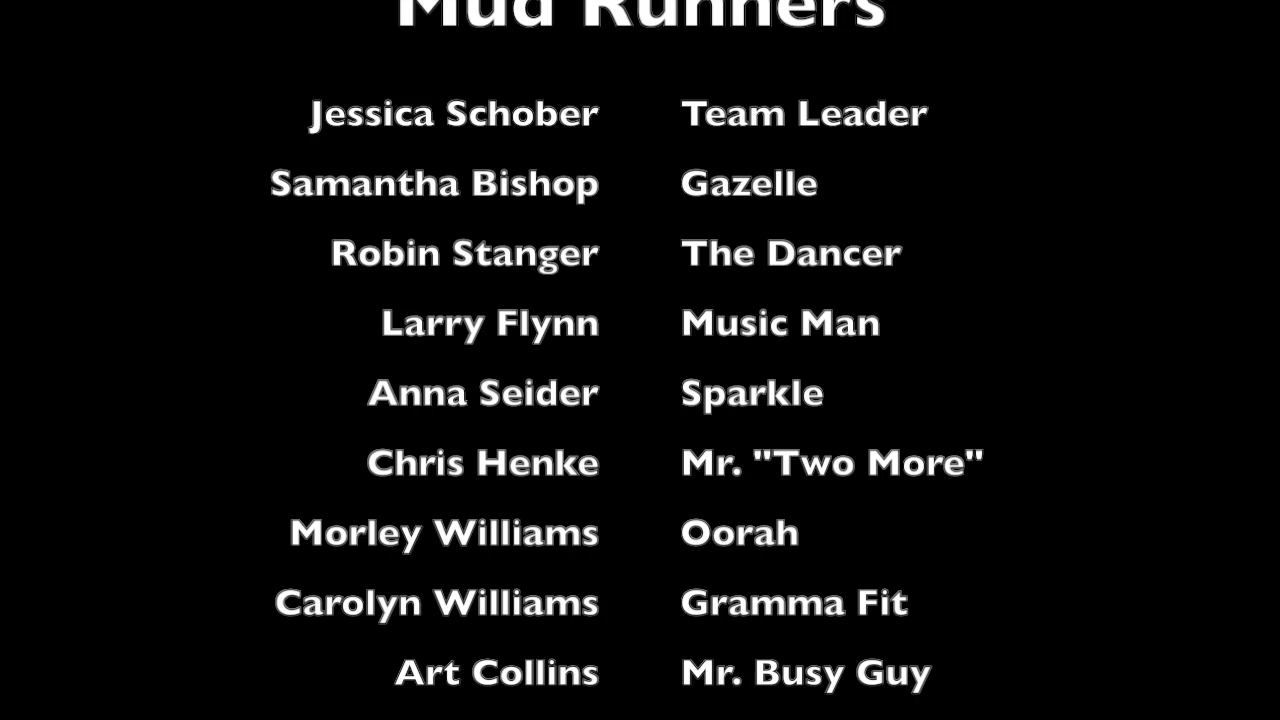 Mud Runners
Jessica Schober Team Leader
Samantha Bishop Gazelle
Robin Stanger The Dancer
Larry Flynn Music Man
Anna Seider Sparkle
Chris Henke Mr. "Two More"
Morley Williams Oorah
Carolyn Williams Gramma Fit
Art Collins Mr. Busy Guy